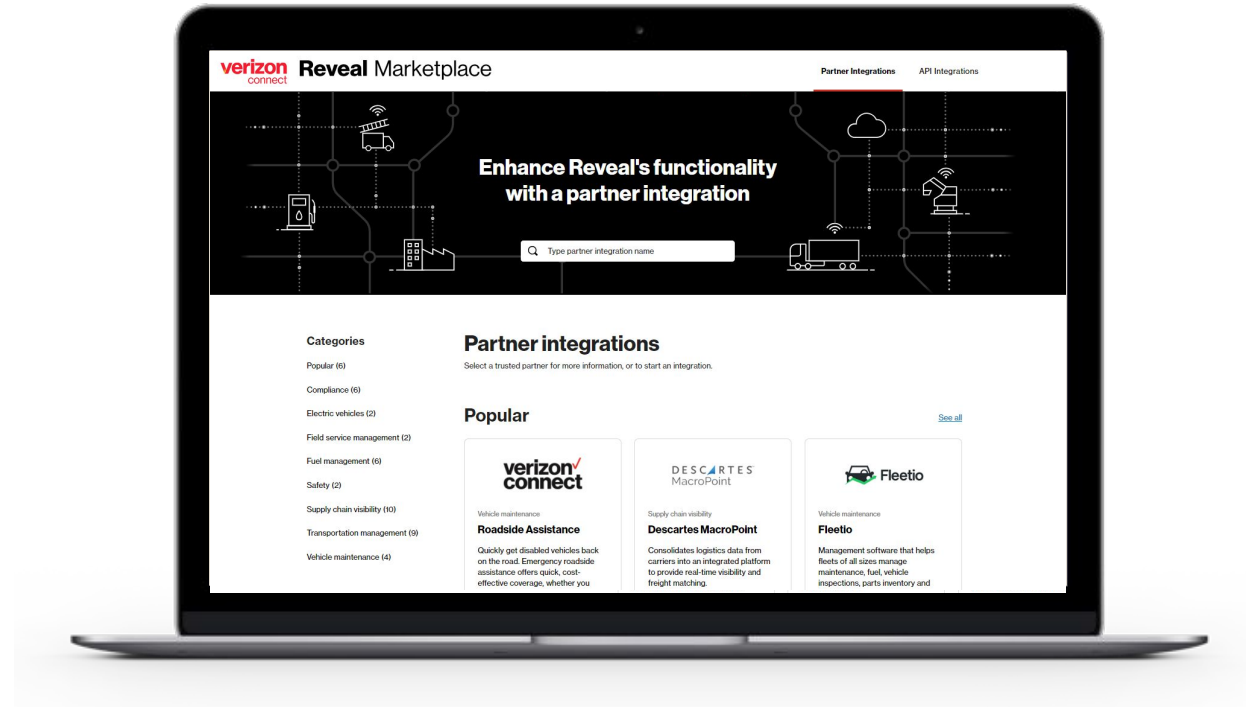 verizon
connect
Reveal Marketplace
Partner Integrations
API Integrations
Enhance Reveal's functionality
with a partner integration
Type partner integration name
Categories
Popular (6)
Compliance (6)
Electric vehicles (2)
Field service management (2)
Fuel management (6)
Safety (2)
Supply chain visibility (10)
Transportation management (9)
Vehicle maintenance (4)
Partner integrations
Select a trusted partner for more information, or to start an integration.
Popular
See all
verizon
connect
Vehicle maintenance
Roadside Assistance
Quickly get disabled vehicles back
on the road. Emergency roadside
assistance offers quick, cost-
effective coverage, whether you
DESCARTES
MacroPoint
Supply chain visibility
Descartes MacroPoint
Consolidates logistics data from
carriers into an integrated platform
to provide real-time visibility and
freight matching.
Fleetio
Vehicle maintenance
Fleetio
Management software that helps
fleets of all sizes manage
maintenance, fuel, vehicle
inspections, parts inventory and